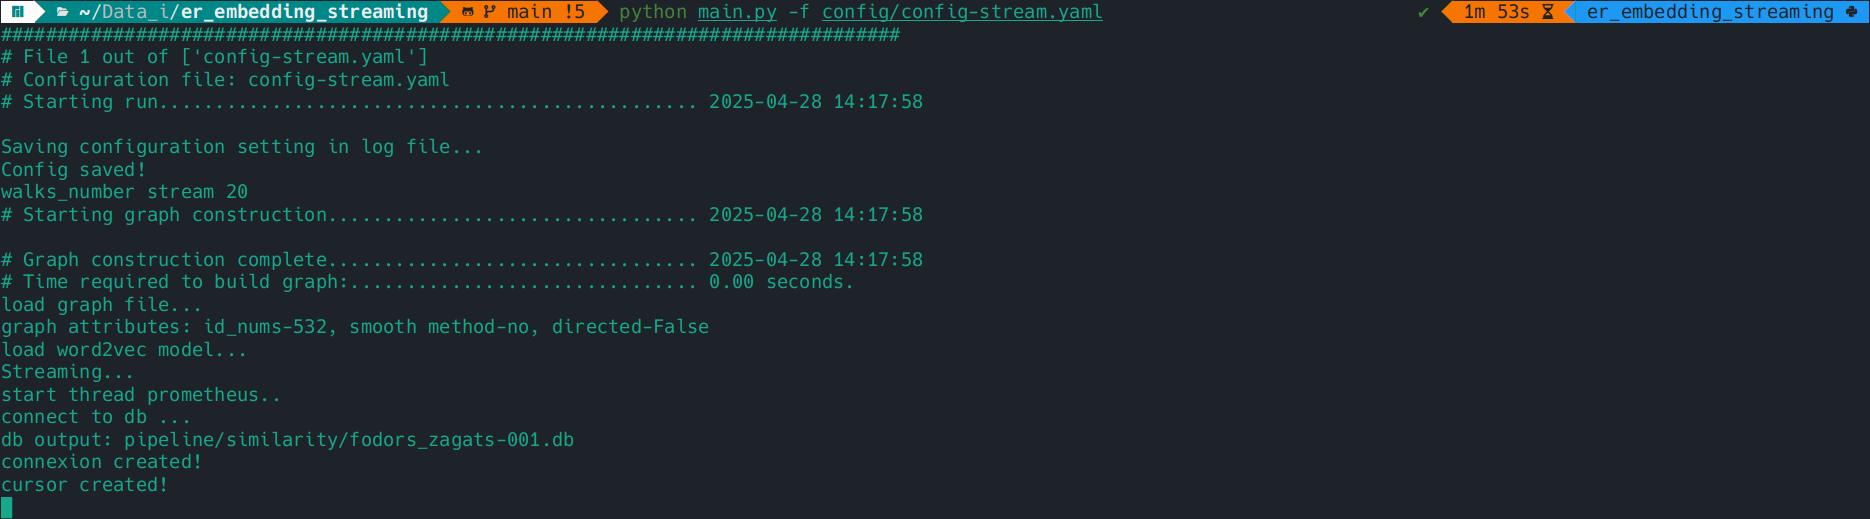 ~/Data_i/er_embedding_streaming main !5 python main.py -f config/config-stream.yaml ✔ 1m 53s er_embedding_streaming
################################################################################
# File 1 out of ['config-stream.yaml']
# Configuration file: config-stream.yaml
# Starting run................................................ 2025-04-28 14:17:58
Saving configuration setting in log file...
Config saved!
walks_number stream 20
# Starting graph construction................................. 2025-04-28 14:17:58
# Graph construction complete................................. 2025-04-28 14:17:58
# Time required to build graph:............................... 0.00 seconds.
load graph file...
graph attributes: id_nums-532, smooth method-no, directed-False
load word2vec model...
Streaming...
start thread prometheus..
connect to db ...
db output: pipeline/similarity/fodors_zagats-001.db
connexion created!
cursor created!